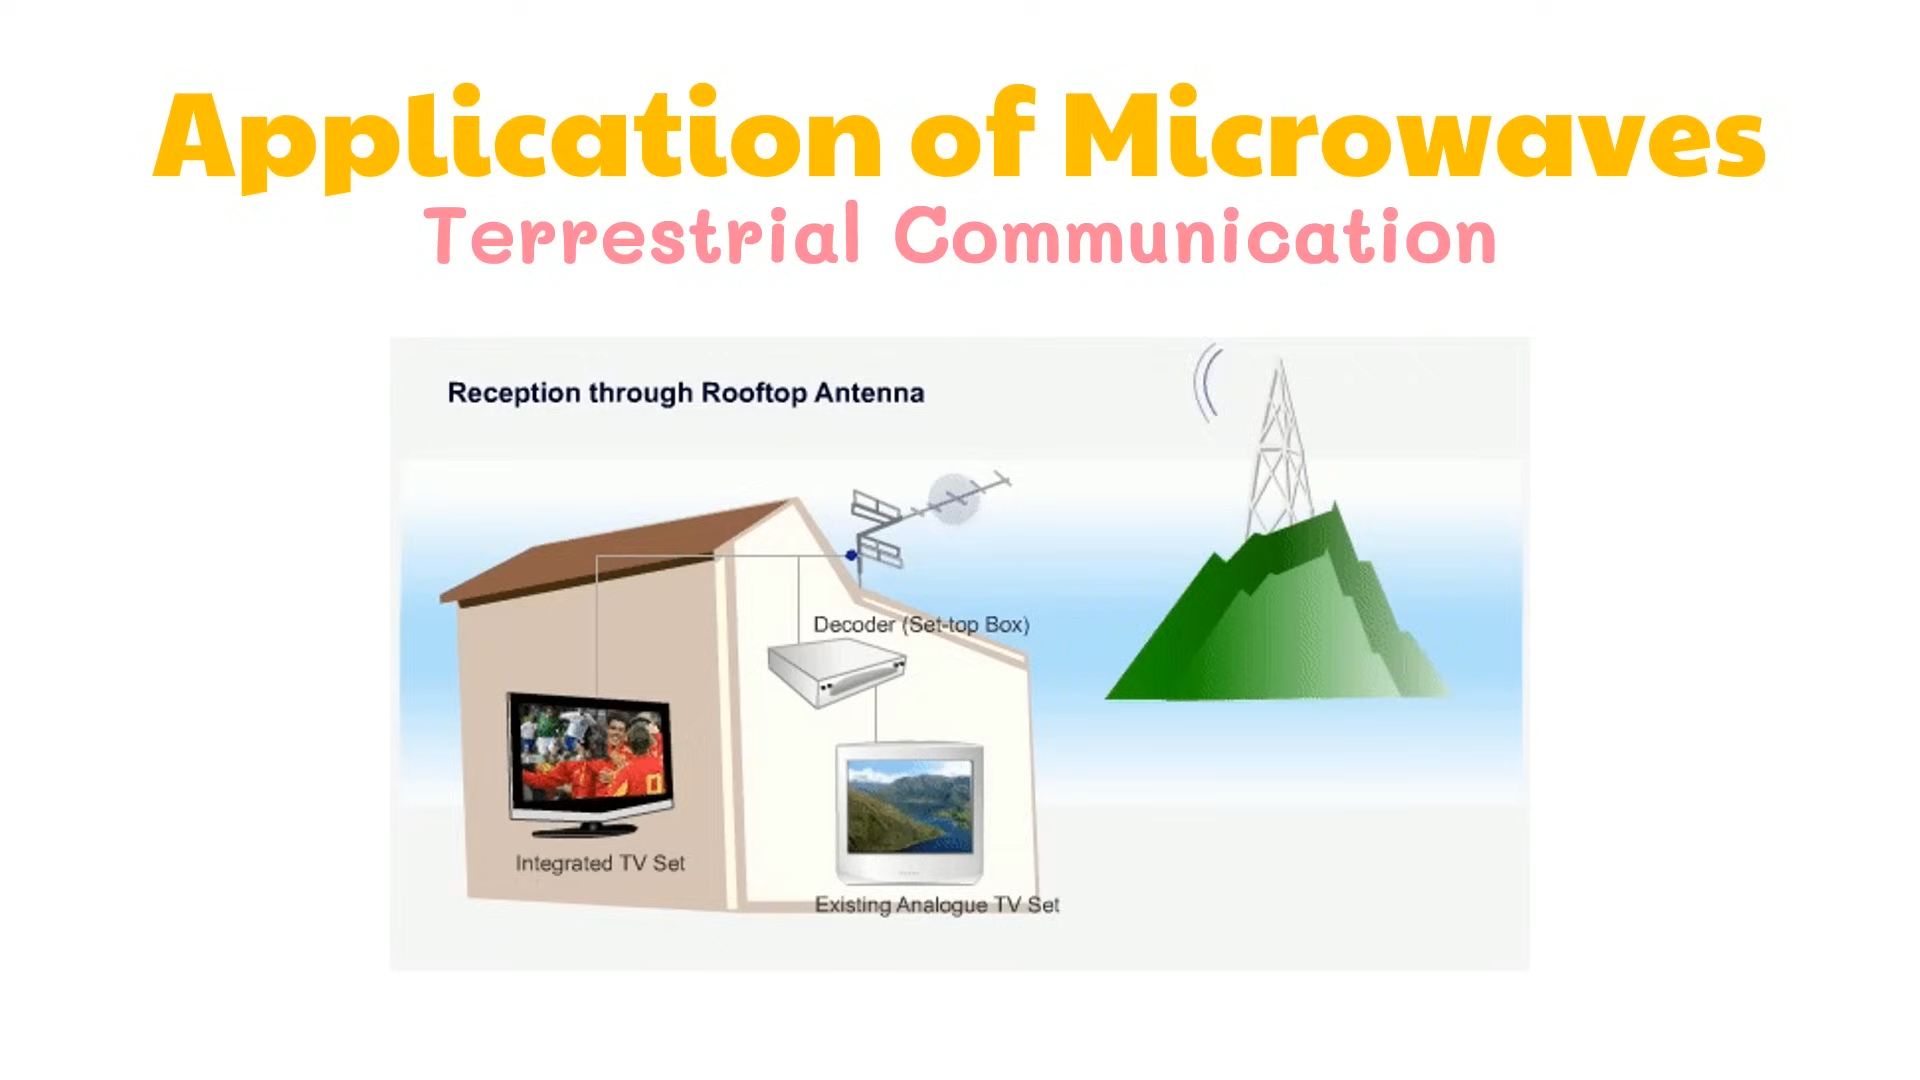 Application of Microwaves
Terrestrial Communication
Reception through Rooftop Antenna
Decoder (Set-top Box)
Integrated TV Set
Existing Analogue TV Set